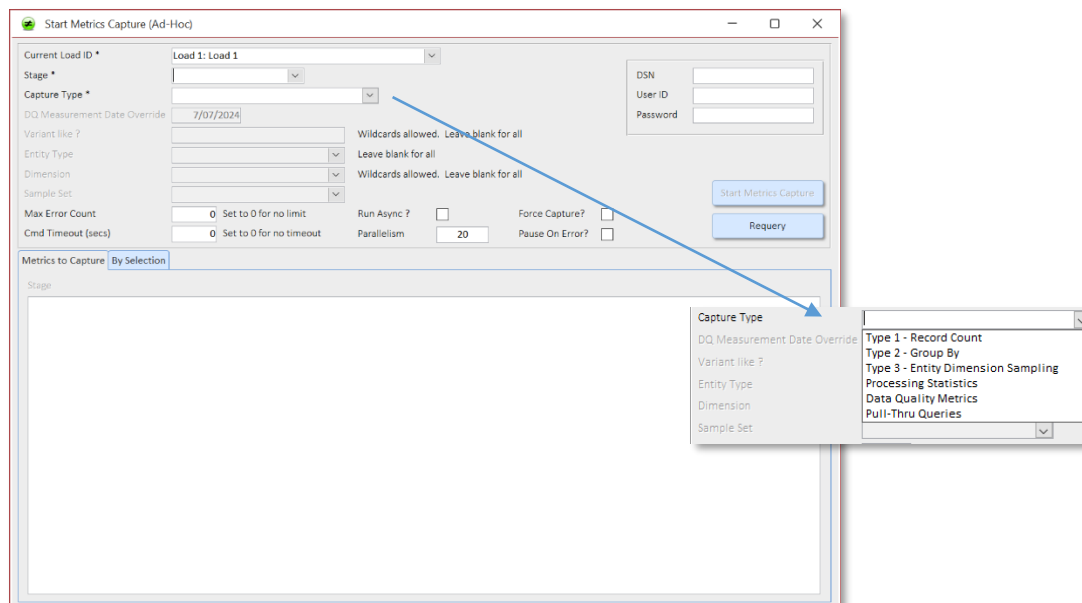 Start Metrics Capture (Ad-Hoc)
Current Load ID * Load 1: Load 1
Stage *
Capture Type *
DQ Measurement Date Override 7/07/2024
Variant like ? Wildcards allowed. Leave blank for all
Entity Type Leave blank for all
Dimension Wildcards allowed. Leave blank for all
Sample Set
Max Error Count 0 Set to 0 for no limit Run Async ? Force Capture?
Cmd Timeout (secs) 0 Set to 0 for no timeout Parallelism 20 Pause On Error?
DSN
User ID
Password
Start Metrics Capture
Requery
Metrics to Capture By Selection
Stage
Capture Type
DQ Measurement Date Override
Variant like ?
Entity Type
Dimension
Sample Set
Type 1 - Record Count
Type 2 - Group By
Type 3 - Entity Dimension Sampling
Processing Statistics
Data Quality Metrics
Pull-Thru Queries